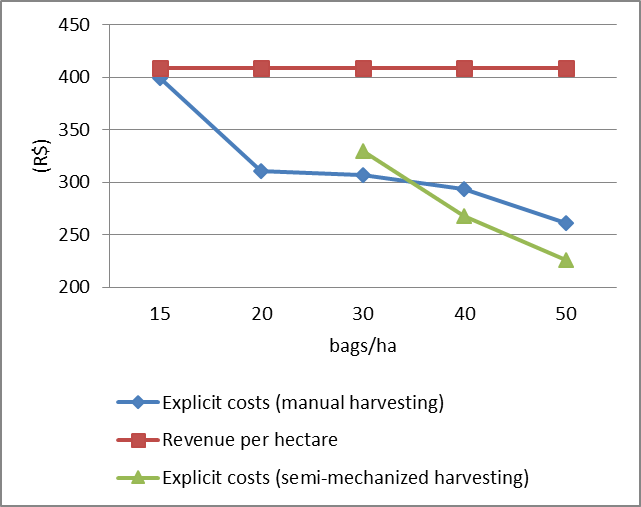 450
400
350
300
250
200
(R$)
15 20 30 40 50
bags/ha
Explicit costs (manual harvesting)
Revenue per hectare
Explicit costs (semi-mechanized harvesting)